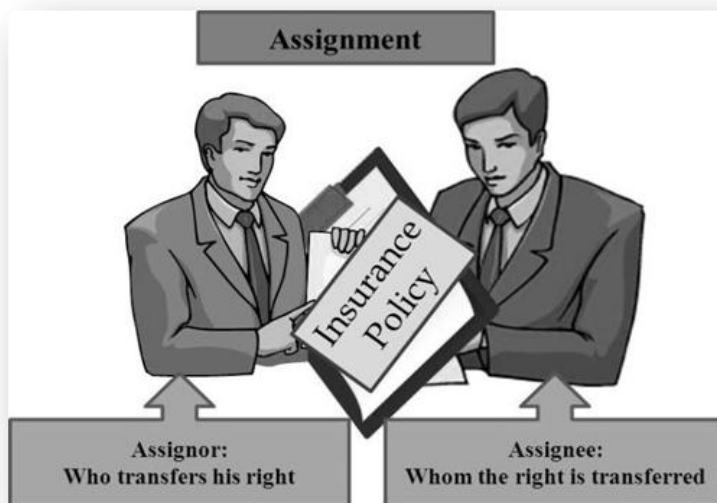 Assignment
Insurance
Policy
Assignor:
Who transfers his right
Assignee:
Whom the right is transferred